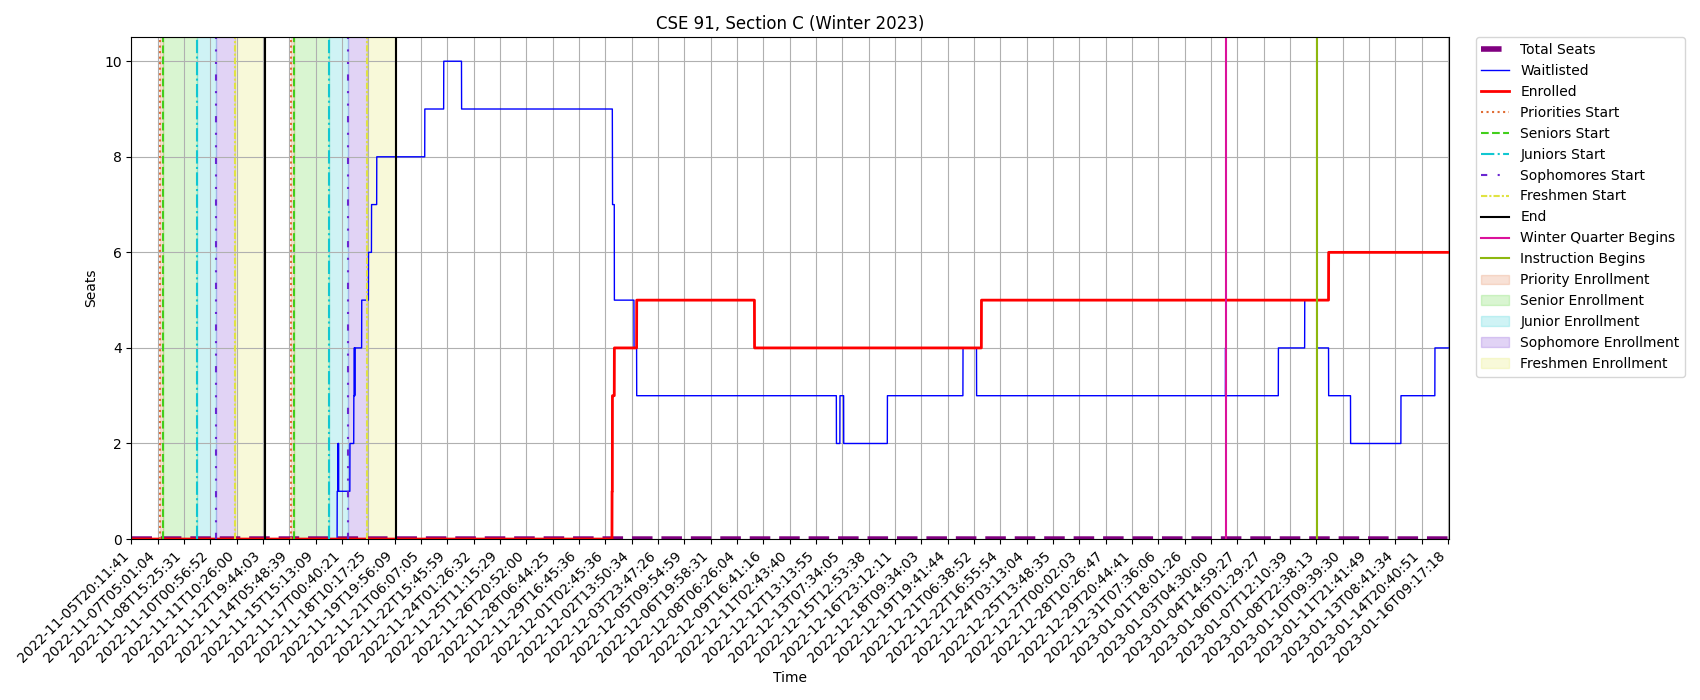 CSE 91, Section C (Winter 2023)
Seats
10
8
6
4
2
0
2022-11-05T20:11:41
2022-11-07T05:01:04
2022-11-08T15:25:31
2022-11-10T00:56:52
2022-11-11T10:26:00
2022-11-12T19:44:03
2022-11-14T05:48:39
2022-11-15T15:13:09
2022-11-17T00:40:21
2022-11-18T10:17:25
2022-11-19T19:56:09
2022-11-21T06:07:05
2022-11-22T15:45:59
2022-11-24T01:26:32
2022-11-25T11:15:29
2022-11-26T20:52:00
2022-11-28T06:44:25
2022-11-29T16:45:36
2022-12-01T02:45:36
2022-12-02T13:50:34
2022-12-03T23:47:26
2022-12-05T09:54:59
2022-12-06T19:58:31
2022-12-08T06:26:04
2022-12-09T16:41:16
2022-12-11T02:43:40
2022-12-12T12:13:55
2022-12-13T17:34:05
2022-12-15T12:53:38
2022-12-16T23:12:11
2022-12-18T09:34:03
2022-12-19T19:41:44
2022-12-21T06:38:52
2022-12-22T16:55:54
2022-12-24T03:13:04
2022-12-25T13:48:35
2022-12-27T00:02:03
2022-12-28T10:26:47
2022-12-29T20:44:41
2022-12-31T07:36:06
2023-01-01T18:01:26
2023-01-03T04:30:00
2023-01-04T14:59:27
2023-01-06T01:29:27
2023-01-07T12:10:39
2023-01-08T22:38:13
2023-01-10T09:39:30
2023-01-11T21:41:49
2023-01-13T08:41:34
2023-01-14T20:40:51
2023-01-16T09:17:18
Time
Total Seats
Waitlisted
Enrolled
Priorities Start
Seniors Start
Juniors Start
Sophomores Start
Freshmen Start
End
Winter Quarter Begins
Instruction Begins
Priority Enrollment
Senior Enrollment
Junior Enrollment
Sophomore Enrollment
Freshmen Enrollment